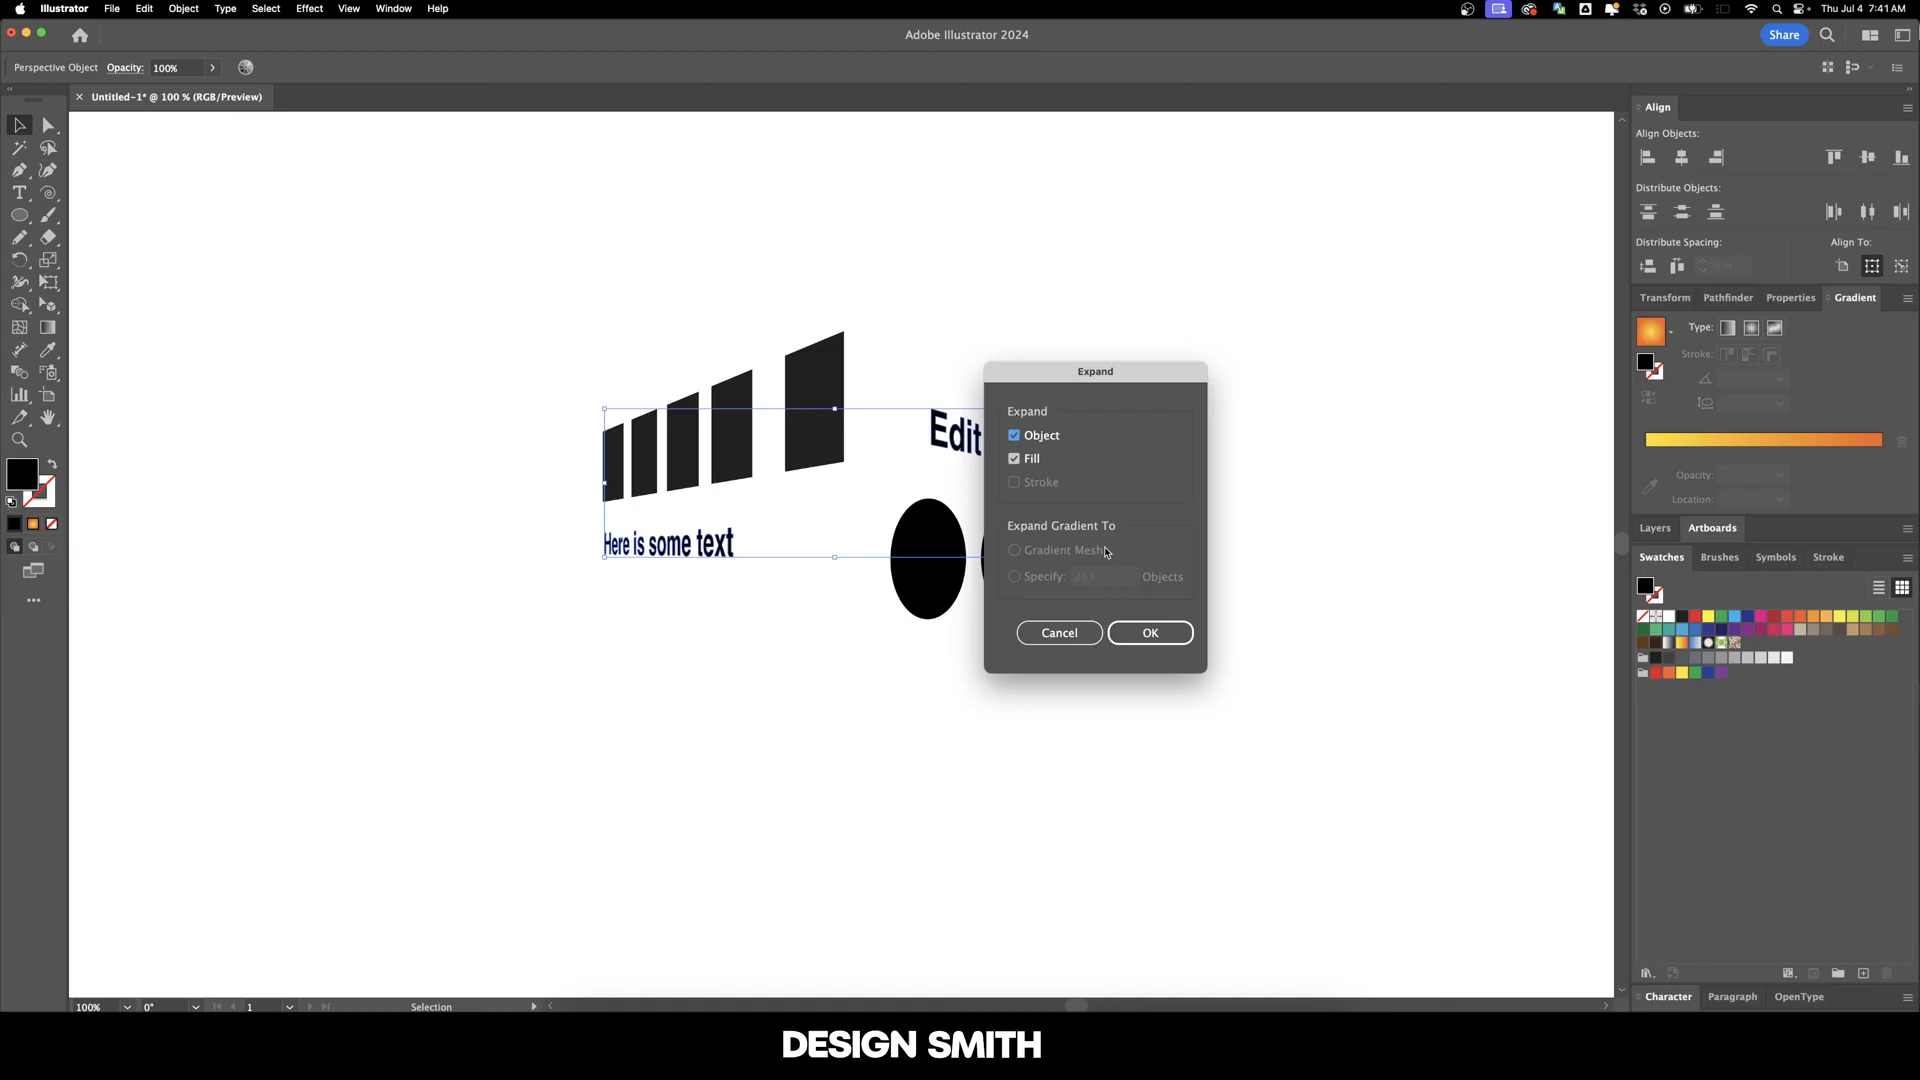 Illustrator File Edit Object Type Select Effect View Window Help
Thu Jul 4 7:41 AM
Adobe Illustrator 2024
Share
Perspective Object Opacity: 100%
Untitled-1* @ 100 % (RGB/Preview)
Align
Align Objects:
Distribute Objects:
Distribute Spacing:
Align To:
0 in
Transform Pathfinder Properties Gradient
Type:
Stroke:
Opacity:
Location:
Layers Artboards
Swatches Brushes Symbols Stroke
Character Paragraph OpenType
Edit
Here is some text
Expand
Expand
Object
Fill
Stroke
Expand Gradient To
Gradient Mesh
Specify: 255 Objects
Cancel OK
100% 0° 1 Selection
DESIGN SMITH